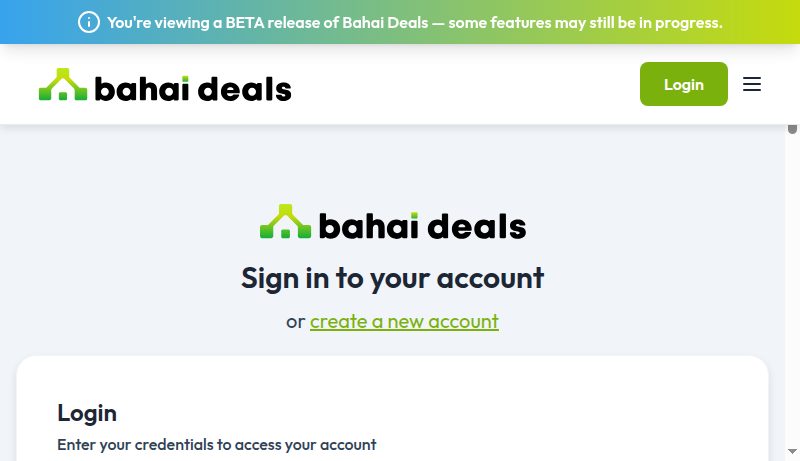 You're viewing a BETA release of Bahai Deals — some features may still be in progress.
bahai deals
Login
bahai deals
Sign in to your account
or create a new account
Login
Enter your credentials to access your account